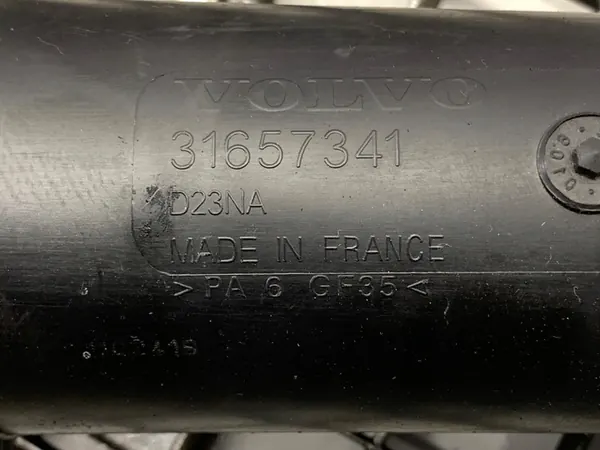 VOLVO
31657341
D23NA
MADE IN FRANCE
>PA 6 GF35<